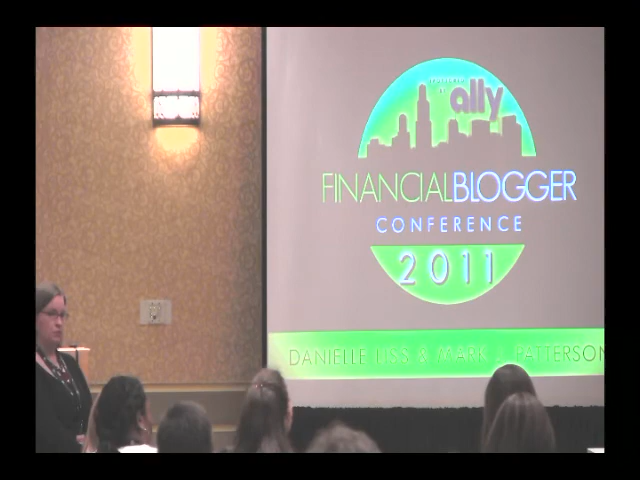 ally
FINANCIALBLOGGER
CONFERENCE
2011
DANIELLE LISS & MARK J. PATTERSON